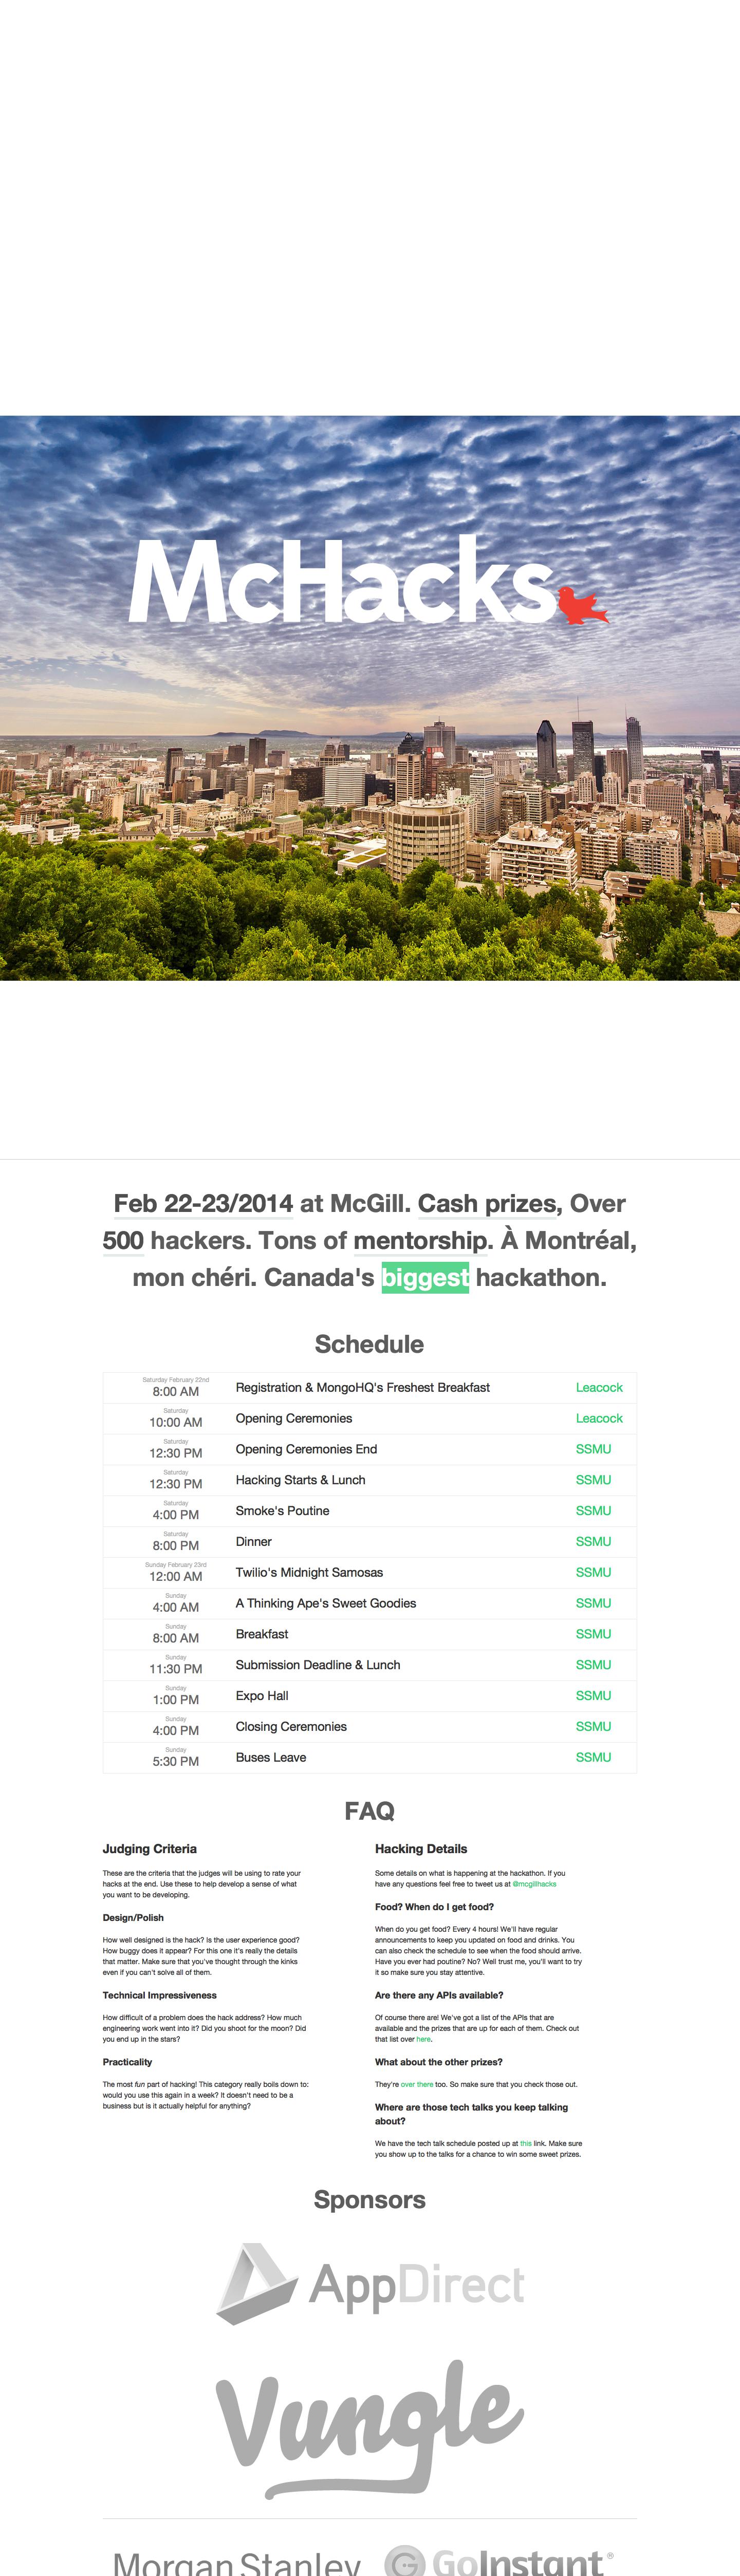 McHacks
Feb 22-23/2014 at McGill. Cash prizes, Over
500 hackers. Tons of mentorship. À Montréal,
mon chéri. Canada's biggest hackathon.
Schedule
Saturday February 22nd
8:00 AM Registration & MongoHQ's Freshest Breakfast Leacock
Saturday
10:00 AM Opening Ceremonies Leacock
Saturday
12:30 PM Opening Ceremonies End SSMU
Saturday
12:30 PM Hacking Starts & Lunch SSMU
Saturday
4:00 PM Smoke's Poutine SSMU
Saturday
8:00 PM Dinner SSMU
Sunday February 23rd
12:00 AM Twilio's Midnight Samosas SSMU
Sunday
4:00 AM A Thinking Ape's Sweet Goodies SSMU
Sunday
8:00 AM Breakfast SSMU
Sunday
11:30 PM Submission Deadline & Lunch SSMU
Sunday
1:00 PM Expo Hall SSMU
Sunday
4:00 PM Closing Ceremonies SSMU
Sunday
5:30 PM Buses Leave SSMU
FAQ
Judging Criteria
These are the criteria that the judges will be using to rate your
hacks at the end. Use these to help develop a sense of what
you want to be developing.
Design/Polish
How well designed is the hack? Is the user experience good?
How buggy does it appear? For this one it's really the details
that matter. Make sure that you've thought through the kinks
even if you can't solve all of them.
Technical Impressiveness
How difficult of a problem does the hack address? How much
engineering work went into it? Did you shoot for the moon? Did
you end up in the stars?
Practicality
The most fun part of hacking! This category really boils down to:
would you use this again in a week? It doesn't need to be a
business but is it actually helpful for anything?
Hacking Details
Some details on what is happening at the hackathon. If you
have any questions feel free to tweet us at @mcgillhacks
Food? When do I get food?
When do you get food? Every 4 hours! We'll have regular
announcements to keep you updated on food and drinks. You
can also check the schedule to see when the food should arrive.
Have you ever had poutine? No? Well trust me, you'll want to try
it so make sure you stay attentive.
Are there any APIs available?
Of course there are! We've got a list of the APIs that are
available and the prizes that are up for each of them. Check out
that list over here.
What about the other prizes?
They're over there too. So make sure that you check those out.
Where are those tech talks you keep talking
about?
We have the tech talk schedule posted up at this link. Make sure
you show up to the talks for a chance to win some sweet prizes.
Sponsors
AppDirect
Vungle
Morgan Stanley GoInstant®